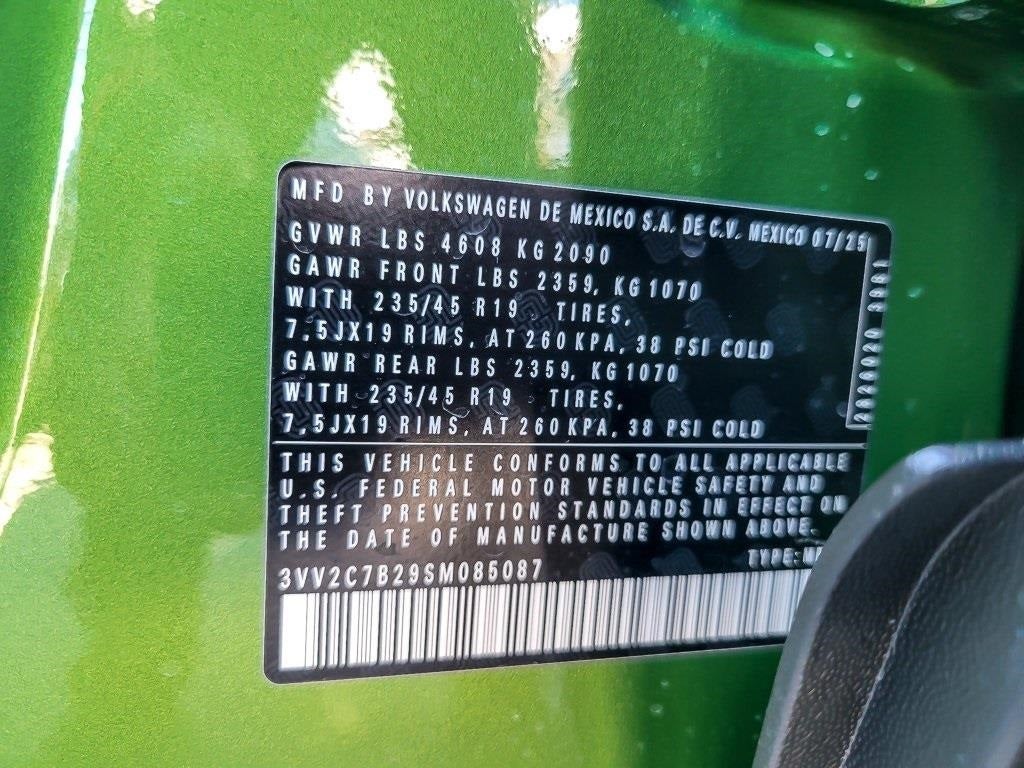 MFD BY VOLKSWAGEN DE MEXICO S.A. DE C.V. MEXICO 07/25
GVWR LBS 4608 KG 2090
GAWR FRONT LBS 2359, KG 1070
WITH 235/45 R19 TIRES,
7,5JX19 RIMS, AT 260 KPA, 38 PSI COLD
GAWR REAR LBS 2359, KG 1070
WITH 235/45 R19 TIRES,
7,5JX19 RIMS, AT 260 KPA, 38 PSI COLD
THIS VEHICLE CONFORMS TO ALL APPLICABLE
U.S. FEDERAL MOTOR VEHICLE SAFETY AND
THEFT PREVENTION STANDARDS IN EFFECT ON
THE DATE OF MANUFACTURE SHOWN ABOVE.
TYPE:
3VV2C7B29SM085087